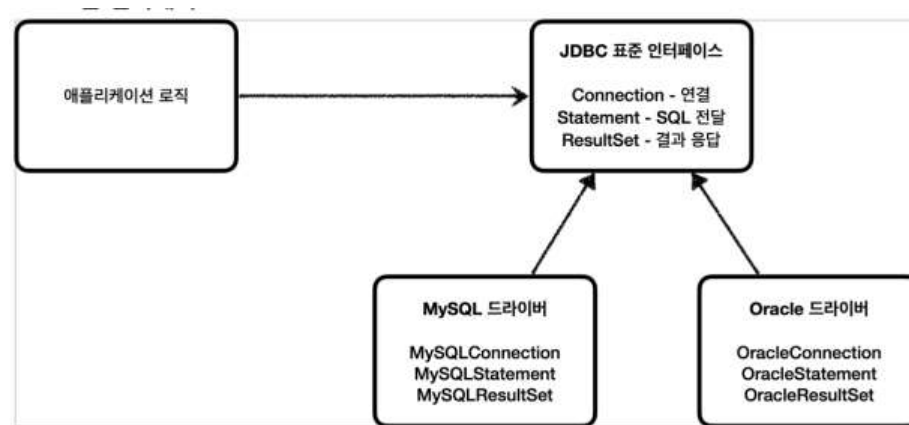 애플리케이션 로직
JDBC 표준 인터페이스
Connection - 연결
Statement - SQL 전달
ResultSet - 결과 응답
MySQL 드라이버
MySQLConnection
MySQLStatement
MySQLResultSet
Oracle 드라이버
OracleConnection
OracleStatement
OracleResultSet